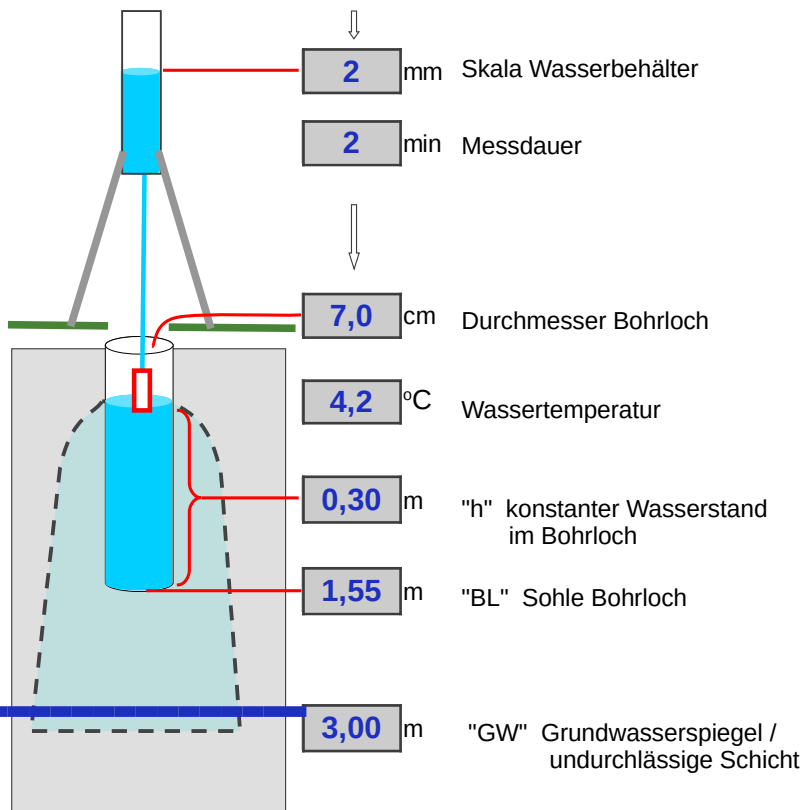 2 mm Skala Wasserbehälter
2 min Messdauer
7,0 cm Durchmesser Bohrloch
4,2 ºC Wassertemperatur
0,30 m "h" konstanter Wasserstand
im Bohrloch
1,55 m "BL" Sohle Bohrloch
3,00 m "GW" Grundwasserspiegel /
undurchlässige Schicht